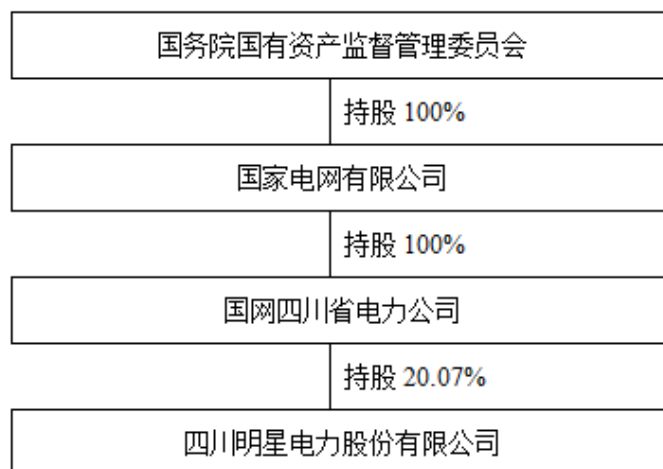 国务院国有资产监督管理委员会
持股 100%
国家电网有限公司
持股 100%
国网四川省电力公司
持股 20.07%
四川明星电力股份有限公司